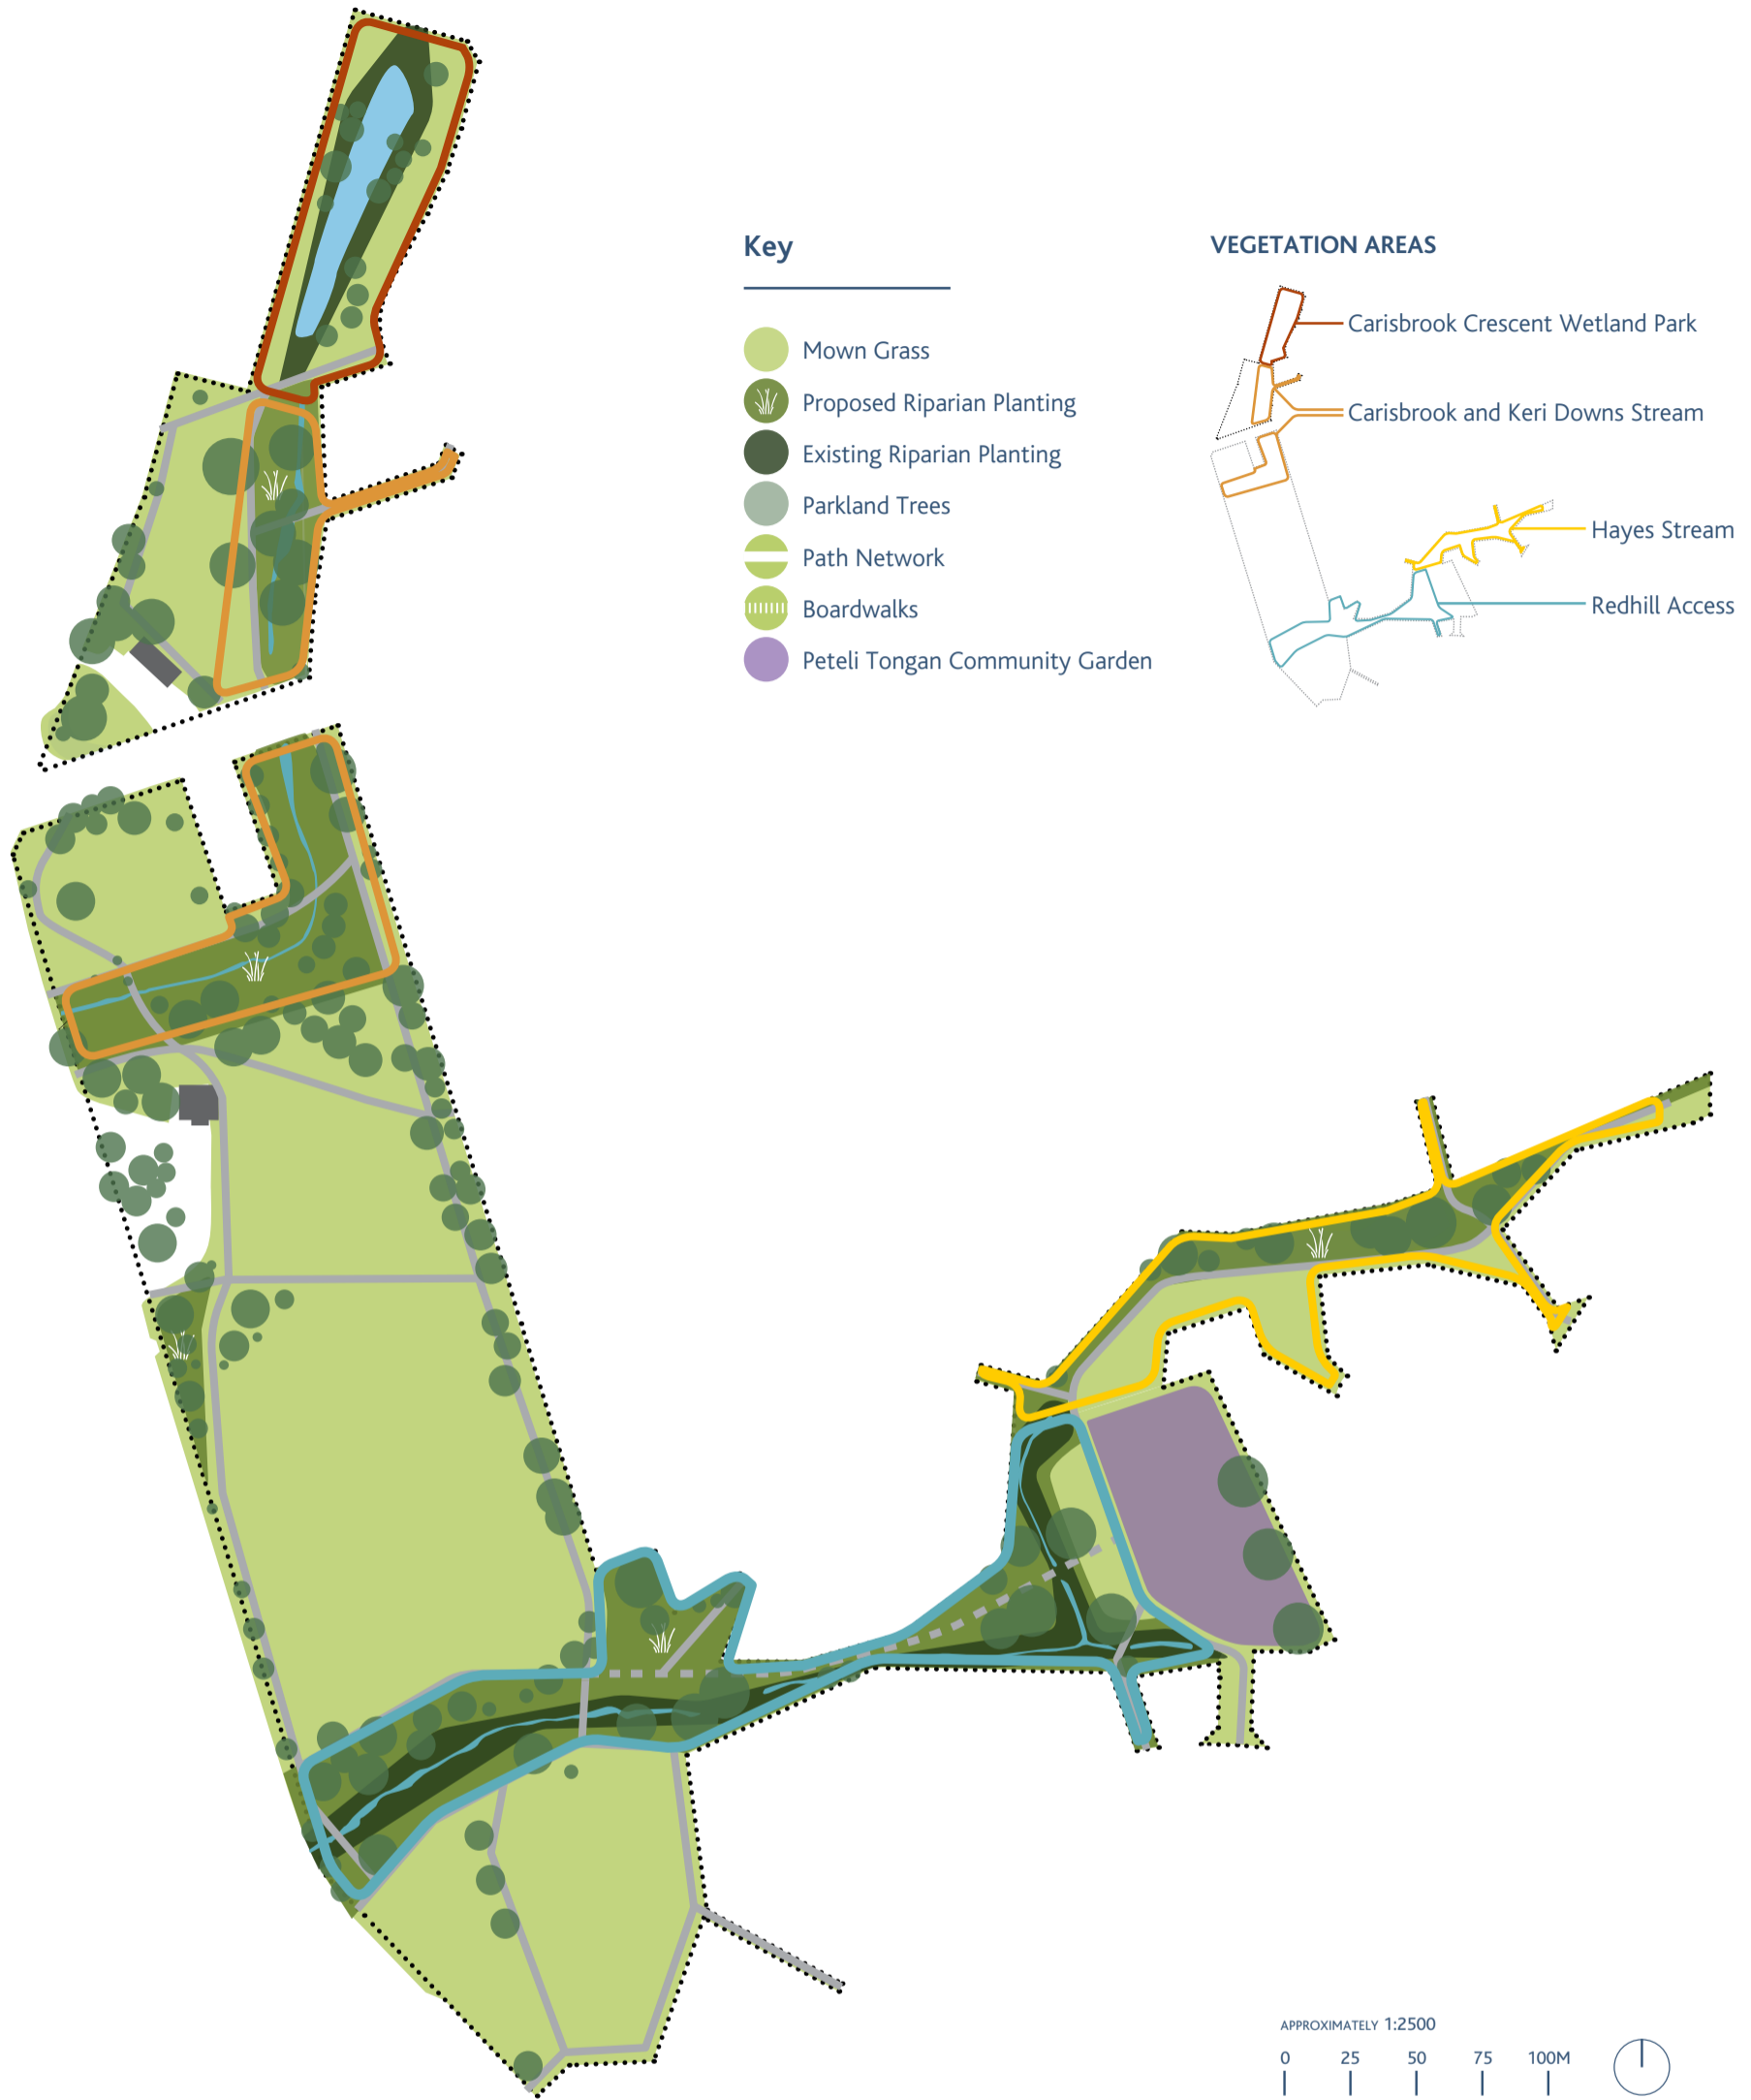 Key
Mown Grass
Proposed Riparian Planting
Existing Riparian Planting
Parkland Trees
Path Network
Boardwalks
Peteli Tongan Community Garden
VEGETATION AREAS
Carisbrook Crescent Wetland Park
Carisbrook and Keri Downs Stream
Hayes Stream
Redhill Access
APPROXIMATELY 1:2500
0 25 50 75 100M